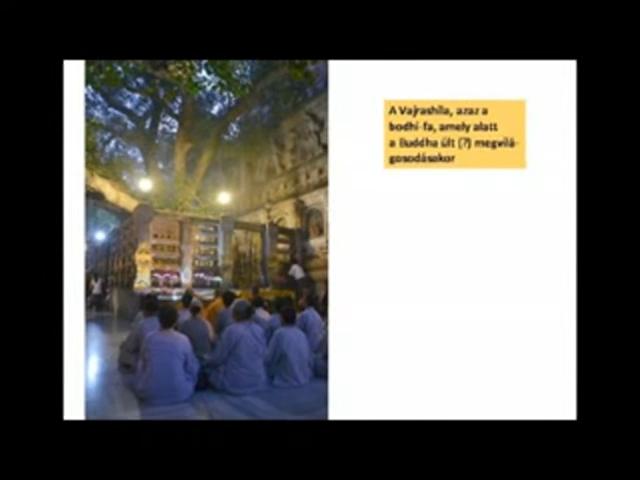 A Vajrashila, azaz a
bodhi-fa, amely alatt
a Buddha ült (?) megvilá-
gosodásakor